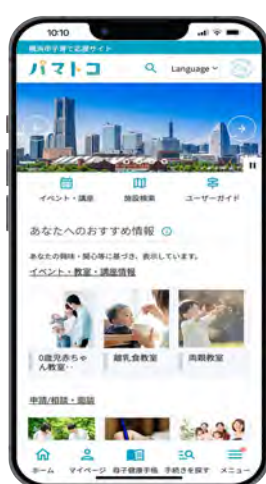 10:10
横浜市子育て応援サイト
パマトコ
Language
イベント・講座
施設検索
ユーザーガイド
あなたへのおすすめ情報
あなたの興味・関心等に基づき、表示しています。
イベント・教室・講座情報
0歳児赤ちゃ
ん教室‥
離乳食教室
両親教室
申請/相談・面談
ホーム
マイページ
母子健康手帳
手続きを探す
メニュー